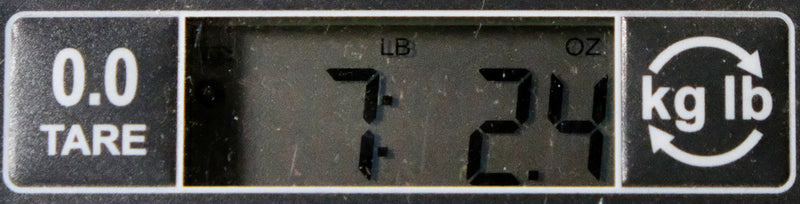 0.0
TARE
LB OZ
7: 2.4
kg lb